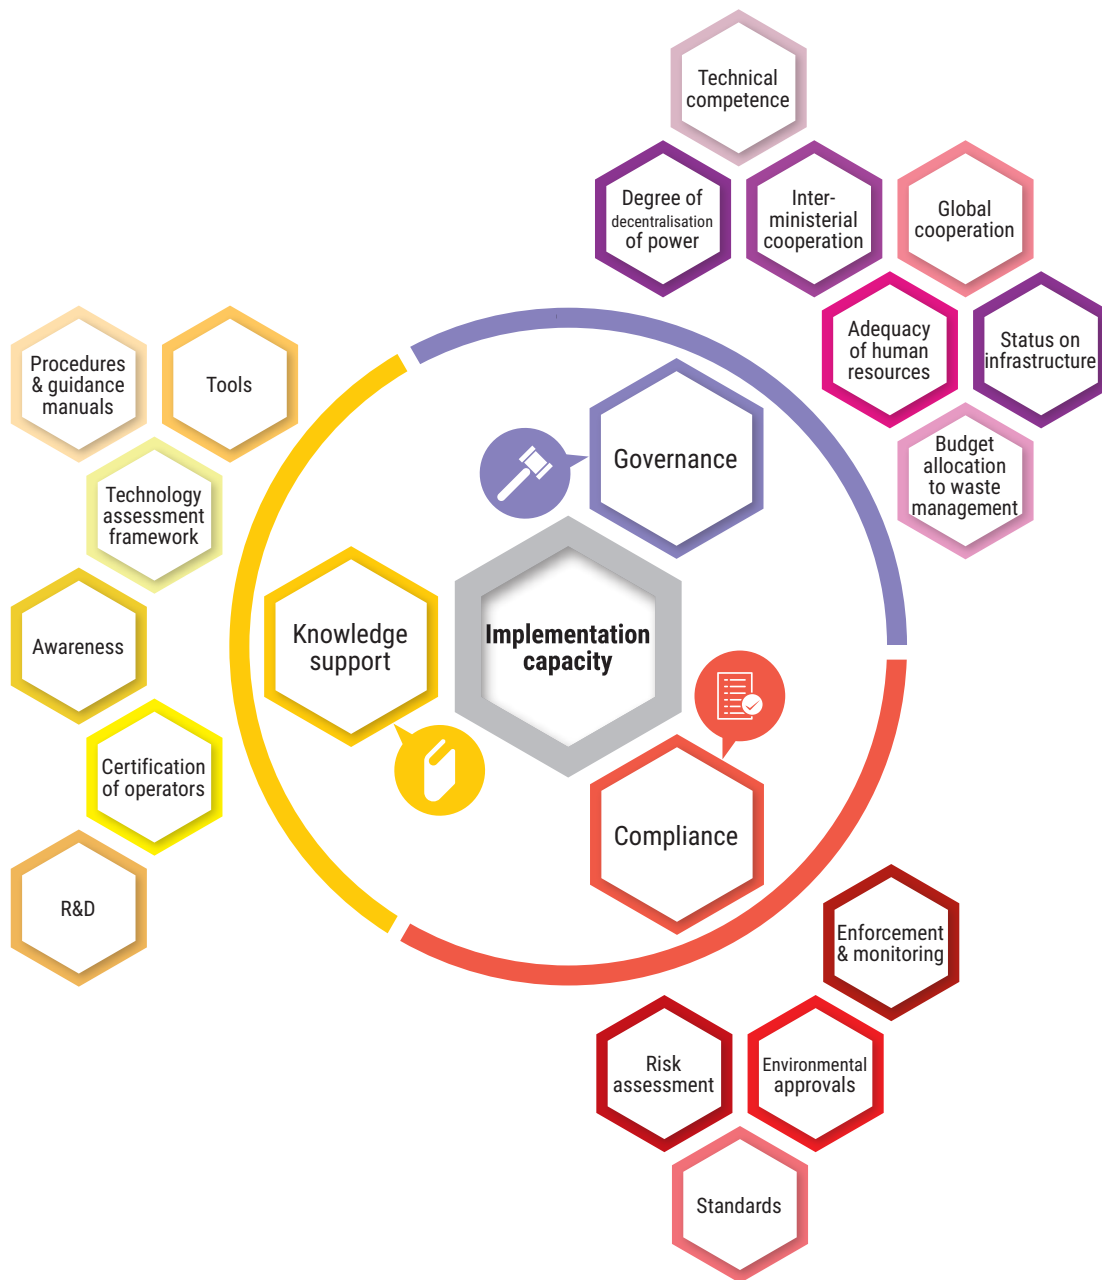 Technical
competence
Degree of
decentralisation
of power
Inter-
ministerial
cooperation
Global
cooperation
Adequacy
of human
resources
Status on
infrastructure
Budget
allocation
to waste
management
Procedures
& guidance
manuals
Tools
Technology
assessment
framework
Awareness
Certification
of operators
R&D
Governance
Knowledge
support
Implementation
capacity
Compliance
Enforcement
& monitoring
Risk
assessment
Environmental
approvals
Standards